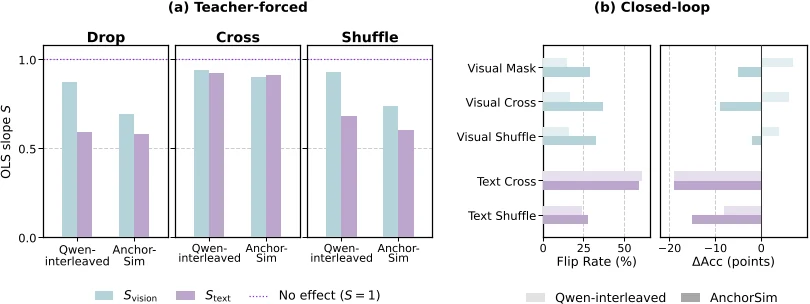 (a) Teacher-forced
(b) Closed-loop
Drop
Cross
Shuffle
OLS slope S
1.0
0.5
0.0
Qwen-
interleaved
Anchor-
Sim
Qwen-
interleaved
Anchor-
Sim
Qwen-
interleaved
Anchor-
Sim
S_vision
S_text
No effect (S = 1)
Visual Mask
Visual Cross
Visual Shuffle
Text Cross
Text Shuffle
0 25 50
Flip Rate (%)
−20 −10 0
ΔAcc (points)
Qwen-interleaved
AnchorSim